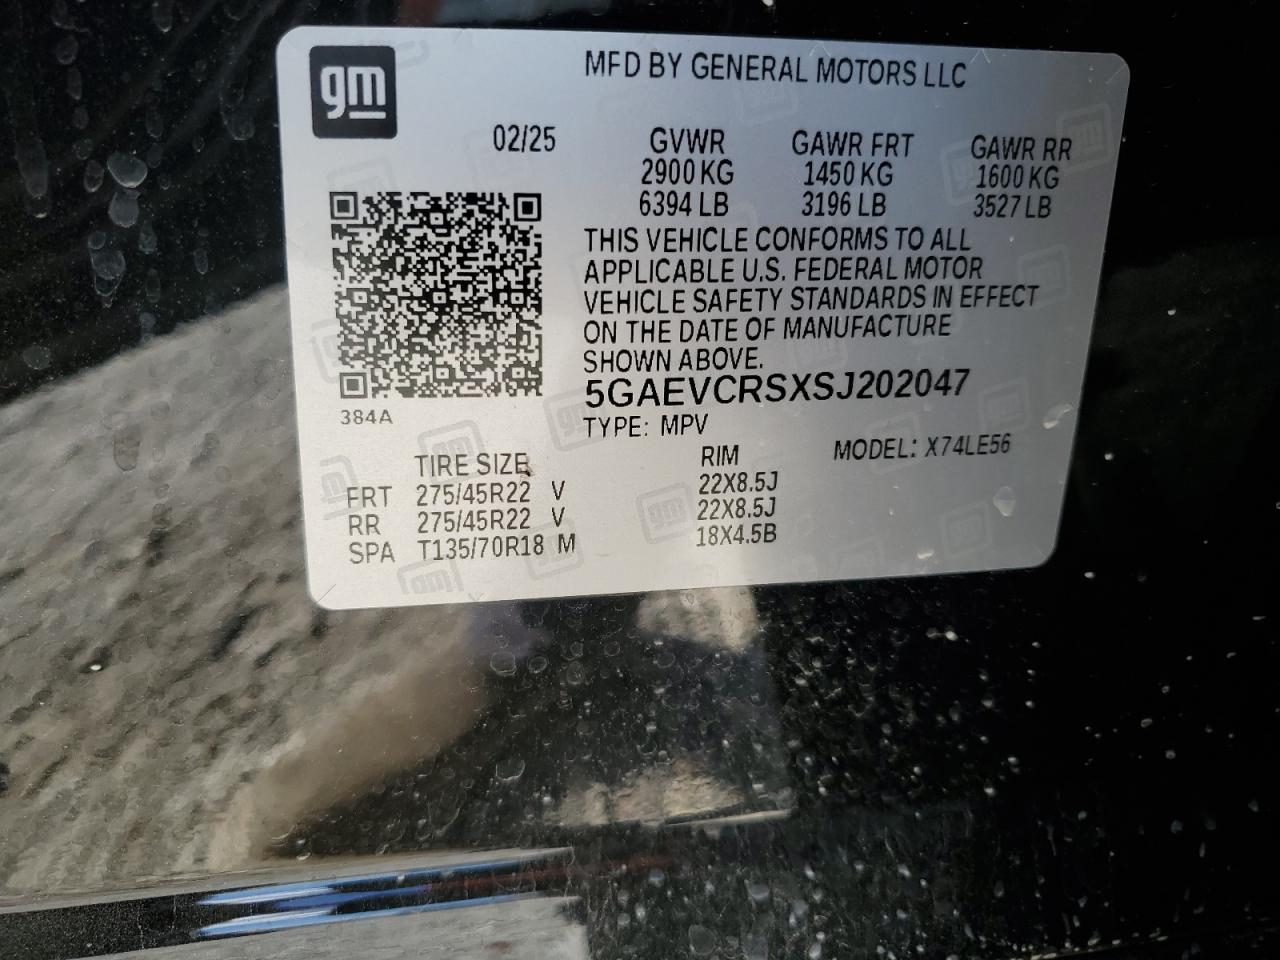 gm
MFD BY GENERAL MOTORS LLC
02/25 GVWR GAWR FRT GAWR RR
2900 KG 1450 KG 1600 KG
6394 LB 3196 LB 3527 LB
THIS VEHICLE CONFORMS TO ALL
APPLICABLE U.S. FEDERAL MOTOR
VEHICLE SAFETY STANDARDS IN EFFECT
ON THE DATE OF MANUFACTURE
SHOWN ABOVE.
5GAEVCRSXSJ202047
384A
TYPE: MPV
MODEL: X74LE56
TIRE SIZE RIM
FRT 275/45R22 V 22X8.5J
RR 275/45R22 V 22X8.5J
SPA T135/70R18 M 18X4.5B